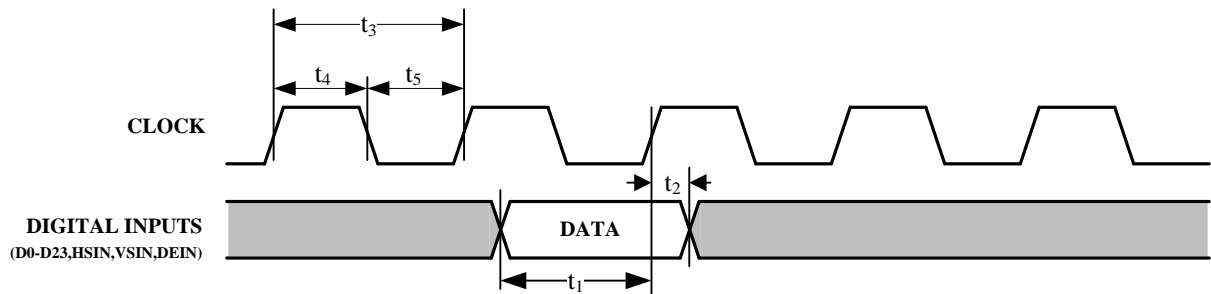 t3
t4 t5
CLOCK
t2
DIGITAL INPUTS
(D0-D23,HSIN,VSIN,DEIN)
DATA
t1